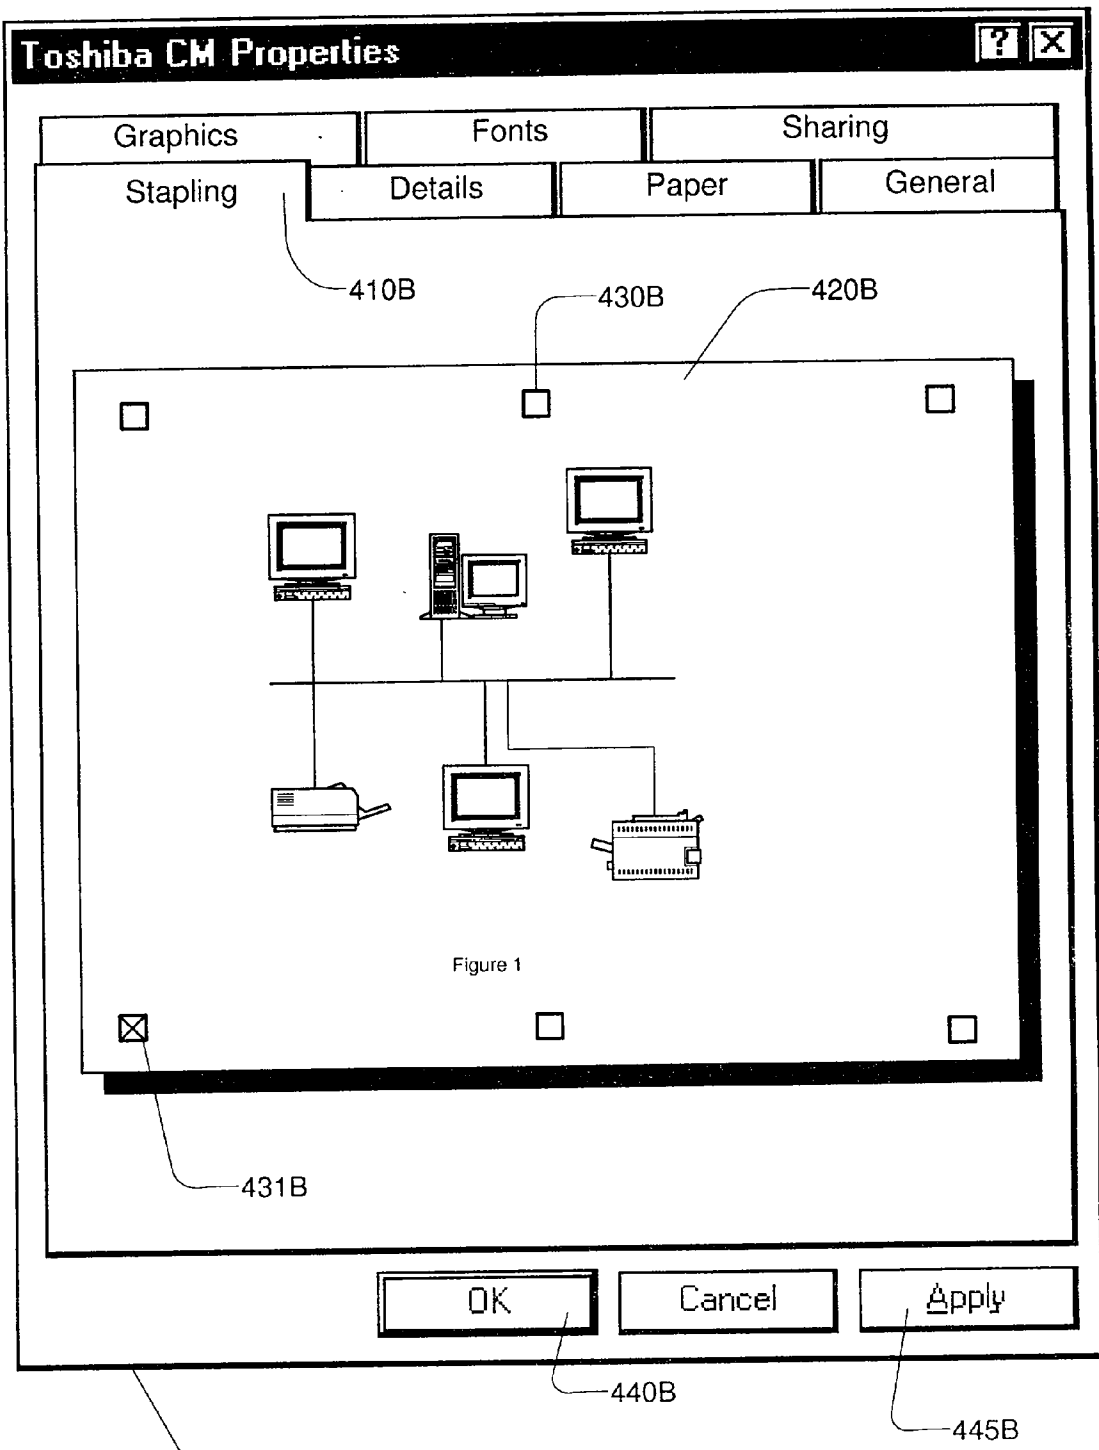 Toshiba CM Properties ? X
Graphics Fonts Sharing
Stapling Details Paper General
410B 430B 420B
Figure 1
431B
OK Cancel Apply
440B
445B